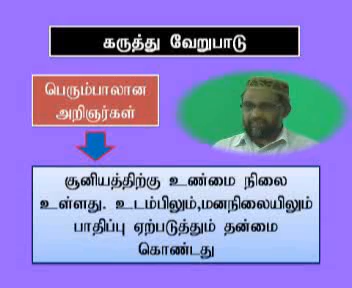 கருத்து வேறுபாடு
பெரும்பாலான
அறிஞர்கள்
சூனியத்திற்கு உண்மை நிலை
உள்ளது. உடம்பிலும்,மனநிலையிலும்
பாதிப்பு ஏற்படுத்தும் தன்மை
கொண்டது